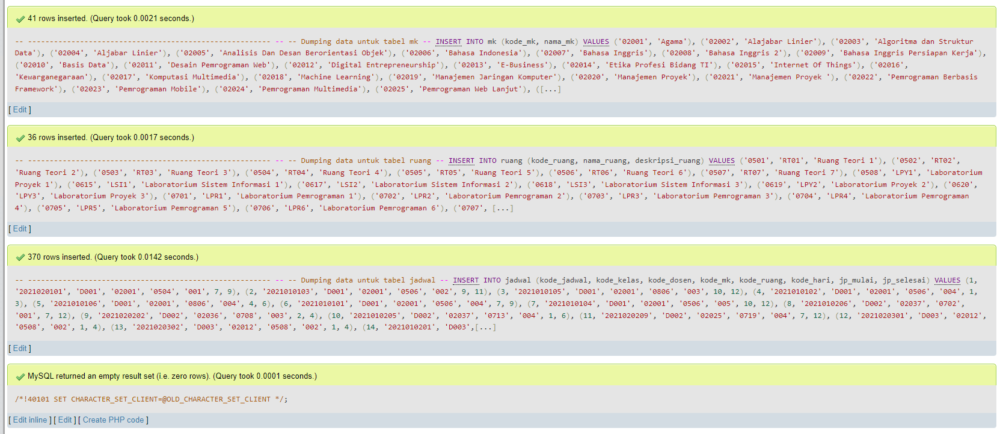 41 rows inserted. (Query took 0.0021 seconds.)
-- --------------------------------------------------------- -- -- Dumping data untuk tabel mk -- INSERT INTO mk (kode_mk, nama_mk) VALUES ('02001', 'Agama'), ('02002', 'Alajabar Linier'), ('02003', 'Algoritma dan Struktur
Data'), ('02004', 'Aljabar Linier'), ('02005', 'Analisis Dan Desan Berorientasi Objek'), ('02006', 'Bahasa Indonesia'), ('02007', 'Bahasa Inggris'), ('02008', 'Bahasa Inggris 2'), ('02009', 'Bahasa Inggris Persiapan Kerja'),
('02010', 'Basis Data'), ('02011', 'Desain Pemrograman Web'), ('02012', 'Digital Entrepreneurship'), ('02013', 'E-Business'), ('02014', 'Etika Profesi Bidang TI'), ('02015', 'Internet Of Things'), ('02016',
'Kewarganegaraan'), ('02017', 'Komputasi Multimedia'), ('02018', 'Machine Learning'), ('02019', 'Manajemen Jaringan Komputer'), ('02020', 'Manajemen Proyek'), ('02021', 'Manajemen Proyek '), ('02022', 'Pemrograman Berbasis
Framework'), ('02023', 'Pemrograman Mobile'), ('02024', 'Pemrograman Multimedia'), ('02025', 'Pemrograman Web Lanjut'), ([...]
[ Edit ]
36 rows inserted. (Query took 0.0017 seconds.)
-- --------------------------------------------------------- -- -- Dumping data untuk tabel ruang -- INSERT INTO ruang (kode_ruang, nama_ruang, deskripsi_ruang) VALUES ('0501', 'RT01', 'Ruang Teori 1'), ('0502', 'RT02',
'Ruang Teori 2'), ('0503', 'RT03', 'Ruang Teori 3'), ('0504', 'RT04', 'Ruang Teori 4'), ('0505', 'RT05', 'Ruang Teori 5'), ('0506', 'RT06', 'Ruang Teori 6'), ('0507', 'RT07', 'Ruang Teori 7'), ('0508', 'LPY1', 'Laboratorium
Proyek 1'), ('0615', 'LSI1', 'Laboratorium Sistem Informasi 1'), ('0617', 'LSI2', 'Laboratorium Sistem Informasi 2'), ('0618', 'LSI3', 'Laboratorium Sistem Informasi 3'), ('0619', 'LPY2', 'Laboratorium Proyek 2'), ('0620',
'LPY3', 'Laboratorium Proyek 3'), ('0701', 'LPR1', 'Laboratorium Pemrograman 1'), ('0702', 'LPR2', 'Laboratorium Pemrograman 2'), ('0703', 'LPR3', 'Laboratorium Pemrograman 3'), ('0704', 'LPR4', 'Laboratorium Pemrograman
4'), ('0705', 'LPR5', 'Laboratorium Pemrograman 5'), ('0706', 'LPR6', 'Laboratorium Pemrograman 6'), ('0707', [...]
[ Edit ]
370 rows inserted. (Query took 0.0142 seconds.)
-- --------------------------------------------------------- -- -- Dumping data untuk tabel jadwal -- INSERT INTO jadwal (kode_jadwal, kode_kelas, kode_dosen, kode_mk, kode_ruang, kode_hari, jp_mulai, jp_selesai) VALUES (1,
'2021020101', 'D001', '02001', '0504', '001', 7, 9), (2, '2021010103', 'D001', '02001', '0506', '002', 9, 11), (3, '2021010105', 'D001', '02001', '0806', '003', 10, 12), (4, '2021010102', 'D001', '02001', '0506', '004', 1,
3), (5, '2021010106', 'D001', '02001', '0806', '004', 4, 6), (6, '2021010101', 'D001', '02001', '0506', '004', 7, 9), (7, '2021010104', 'D001', '02001', '0506', '005', 10, 12), (8, '2021010206', 'D002', '02037', '0702',
'001', 7, 12), (9, '2021020202', 'D002', '02036', '0708', '003', 2, 4), (10, '2021010205', 'D002', '02037', '0713', '004', 1, 6), (11, '2021020209', 'D002', '02025', '0719', '004', 7, 12), (12, '2021020301', 'D003', '02012',
'0508', '002', 1, 4), (13, '2021020302', 'D003', '02012', '0508', '002', 1, 4), (14, '2021010201', 'D003',[...]
[ Edit ]
MySQL returned an empty result set (i.e. zero rows). (Query took 0.0001 seconds.)
/*!40101 SET CHARACTER_SET_CLIENT=@OLD_CHARACTER_SET_CLIENT */;
[ Edit inline ] [ Edit ] [ Create PHP code ]